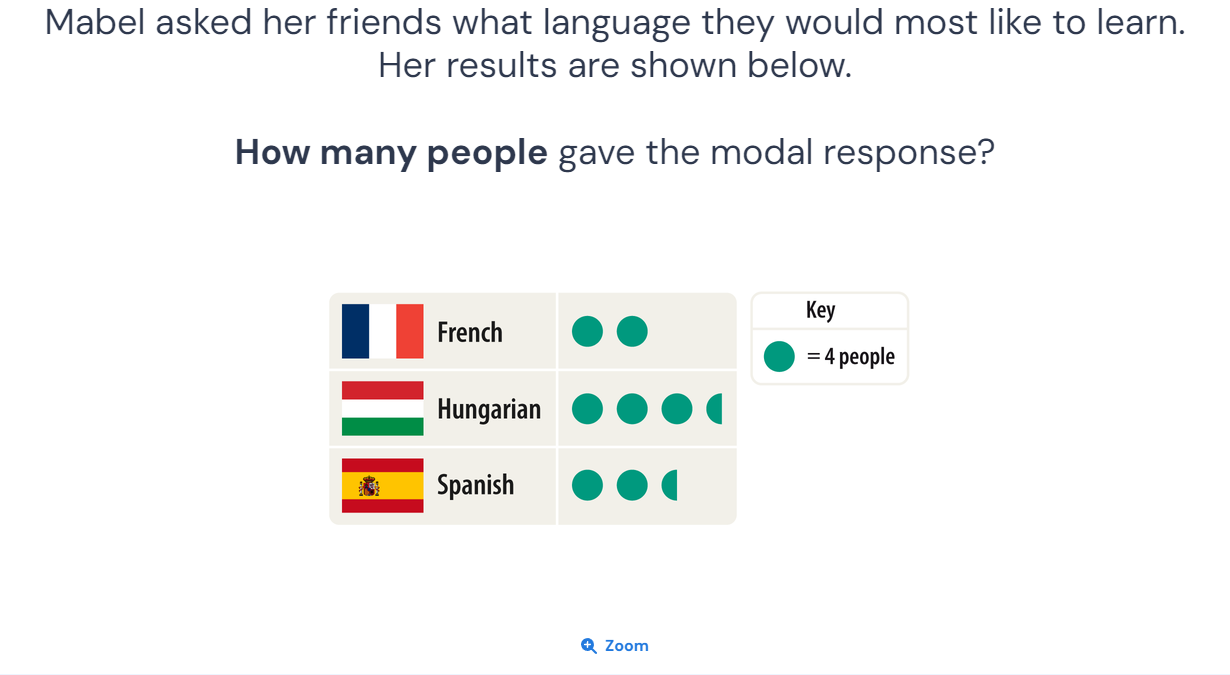 Mabel asked her friends what language they would most like to learn.
Her results are shown below.
How many people gave the modal response?
French
Hungarian
Spanish
Key
= 4 people
Zoom